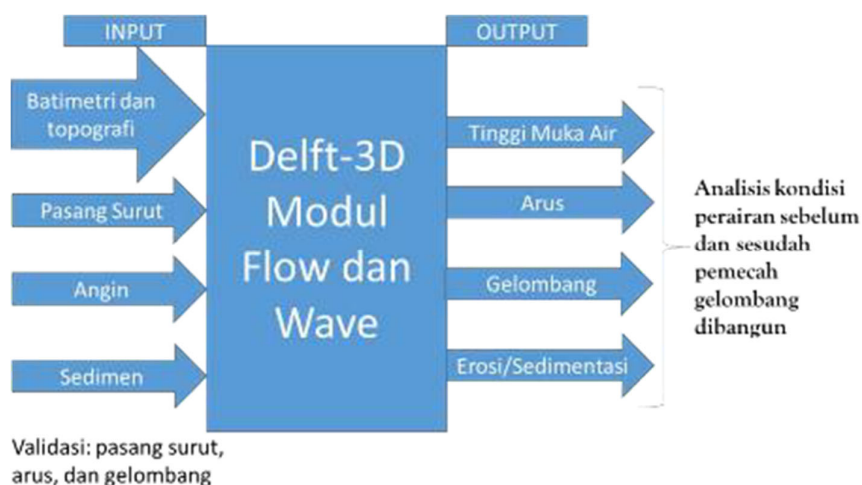 INPUT
OUTPUT
Batimetri dan
topografi
Pasang Surut
Angin
Sedimen
Delft-3D
Modul
Flow dan
Wave
Tinggi Muka Air
Arus
Gelombang
Erosi/Sedimentasi
Analisis kondisi
perairan sebelum
dan sesudah
pemecah
gelombang
dibangun
Validasi: pasang surut,
arus, dan gelombang